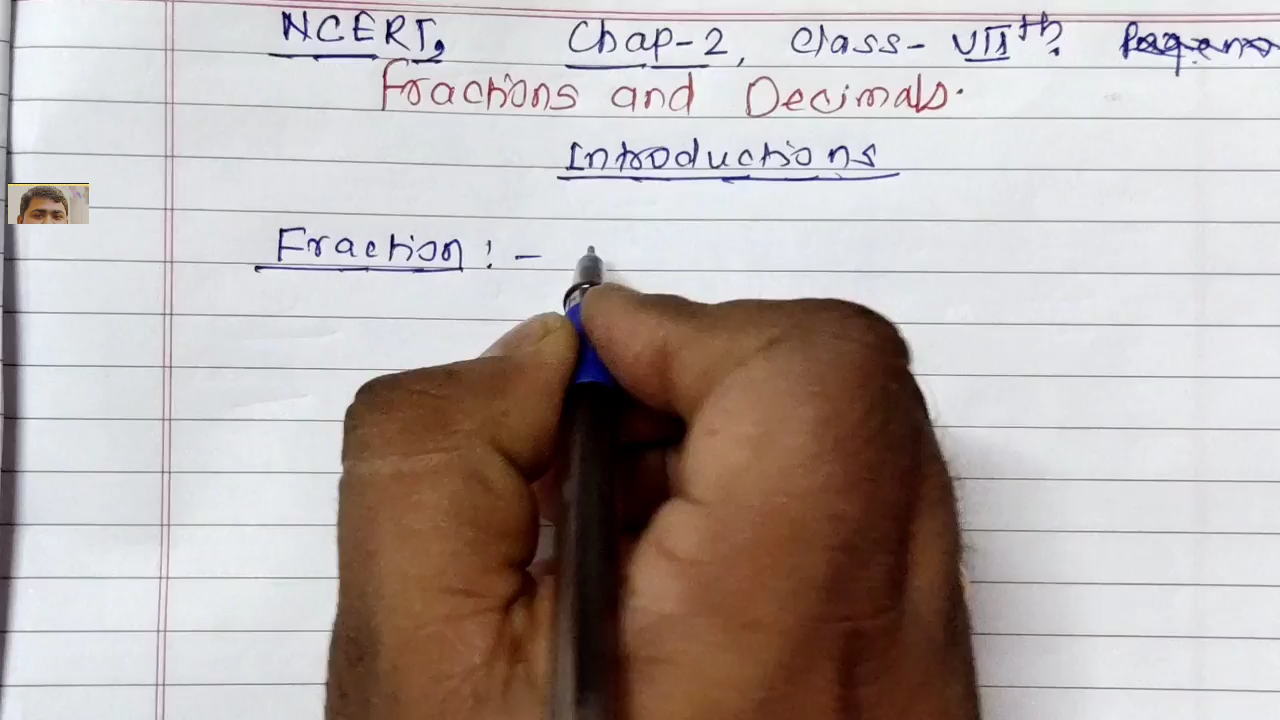 NCERT, Chap-2, Class- VIIth.
Fractions and Decimals.
Introductions
Fraction : -